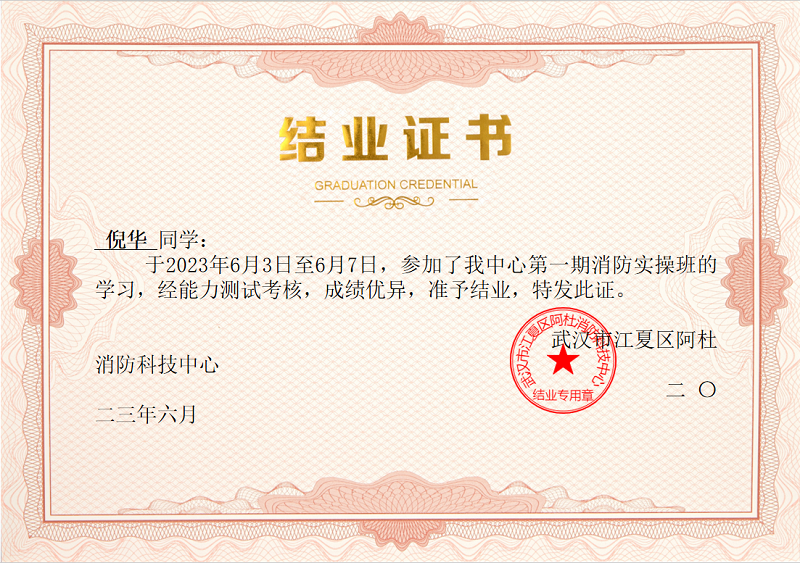 结业证书
GRADUATION CREDENTIAL
倪华 同学：
于2023年6月3日至6月7日，参加了我中心第一期消防实操班的
学习，经能力测试考核，成绩优异，准予结业，特发此证。
武汉市江夏区阿杜
消防科技中心
二 〇
二三年六月
武汉市江夏区阿杜消防科技中心
结业专用章